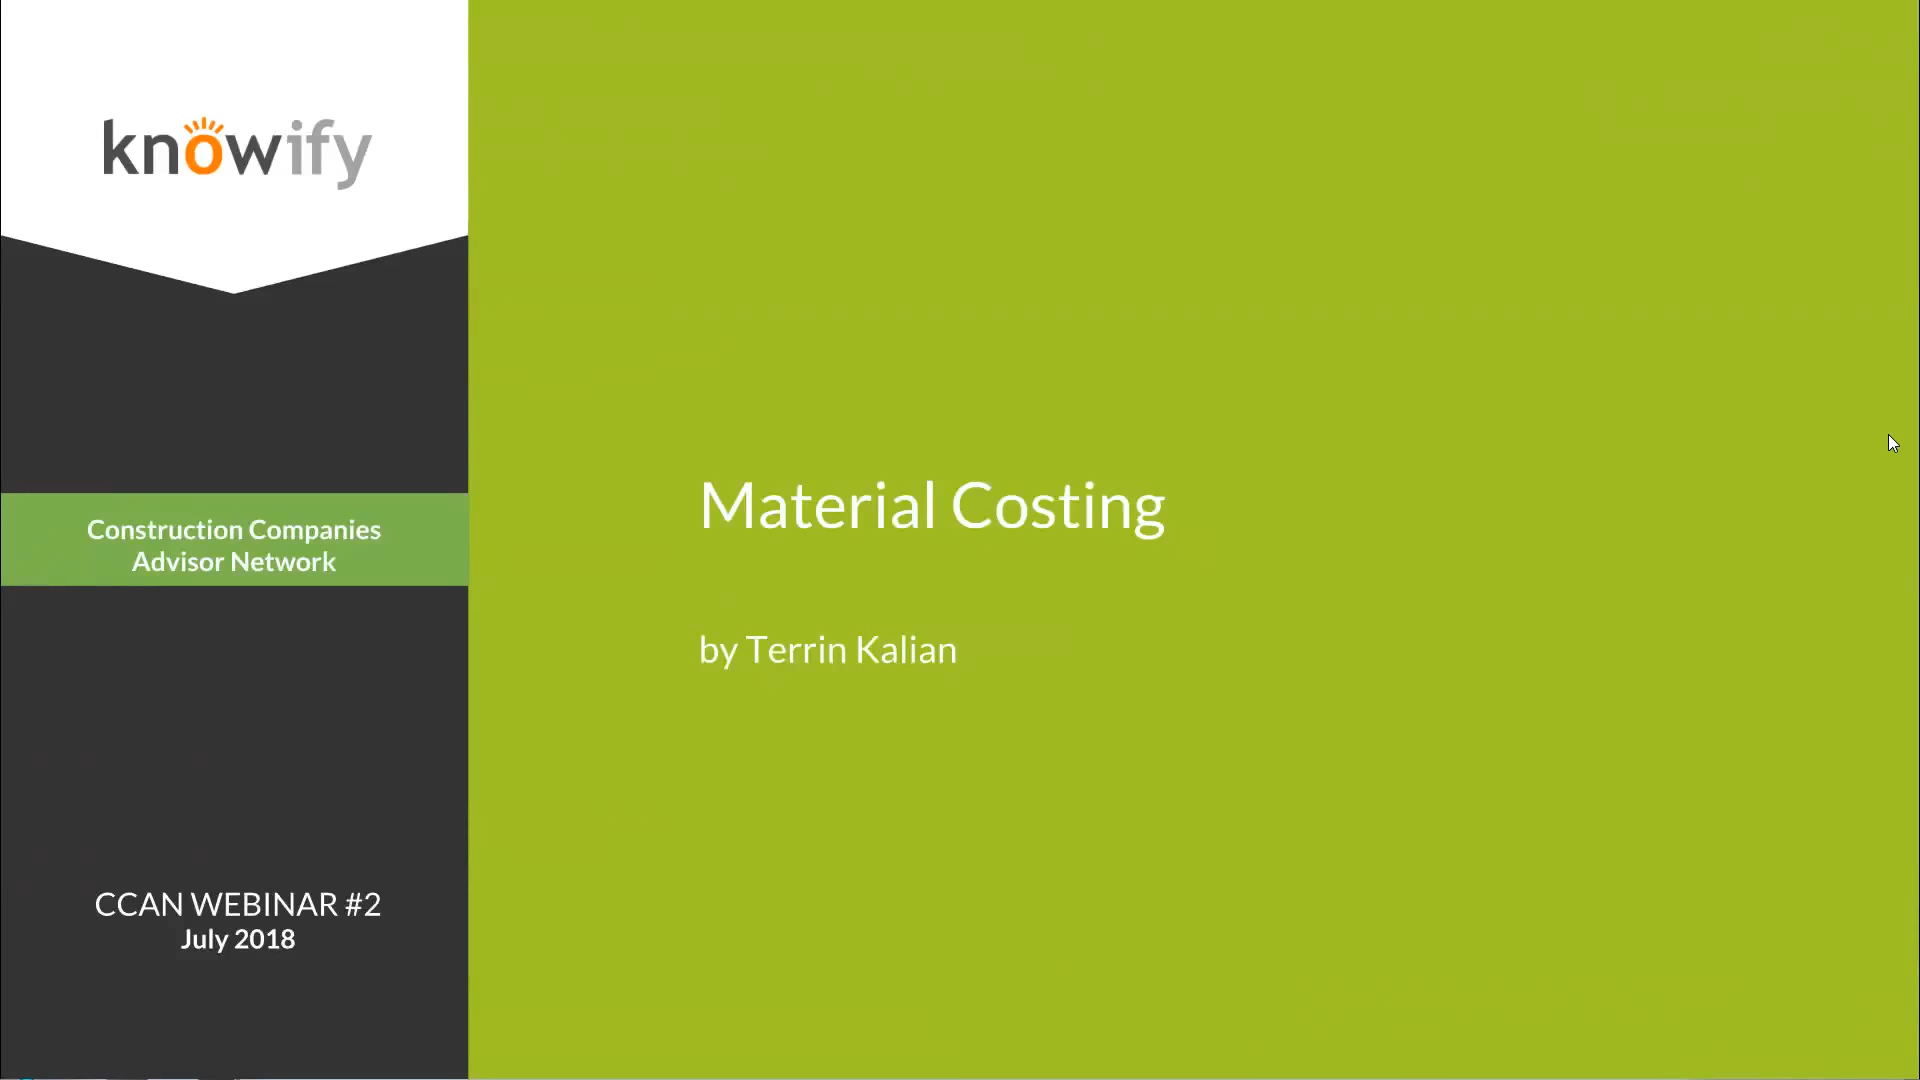 knowify
Construction Companies
Advisor Network
CCAN WEBINAR #2
July 2018
Material Costing
by Terrin Kalian